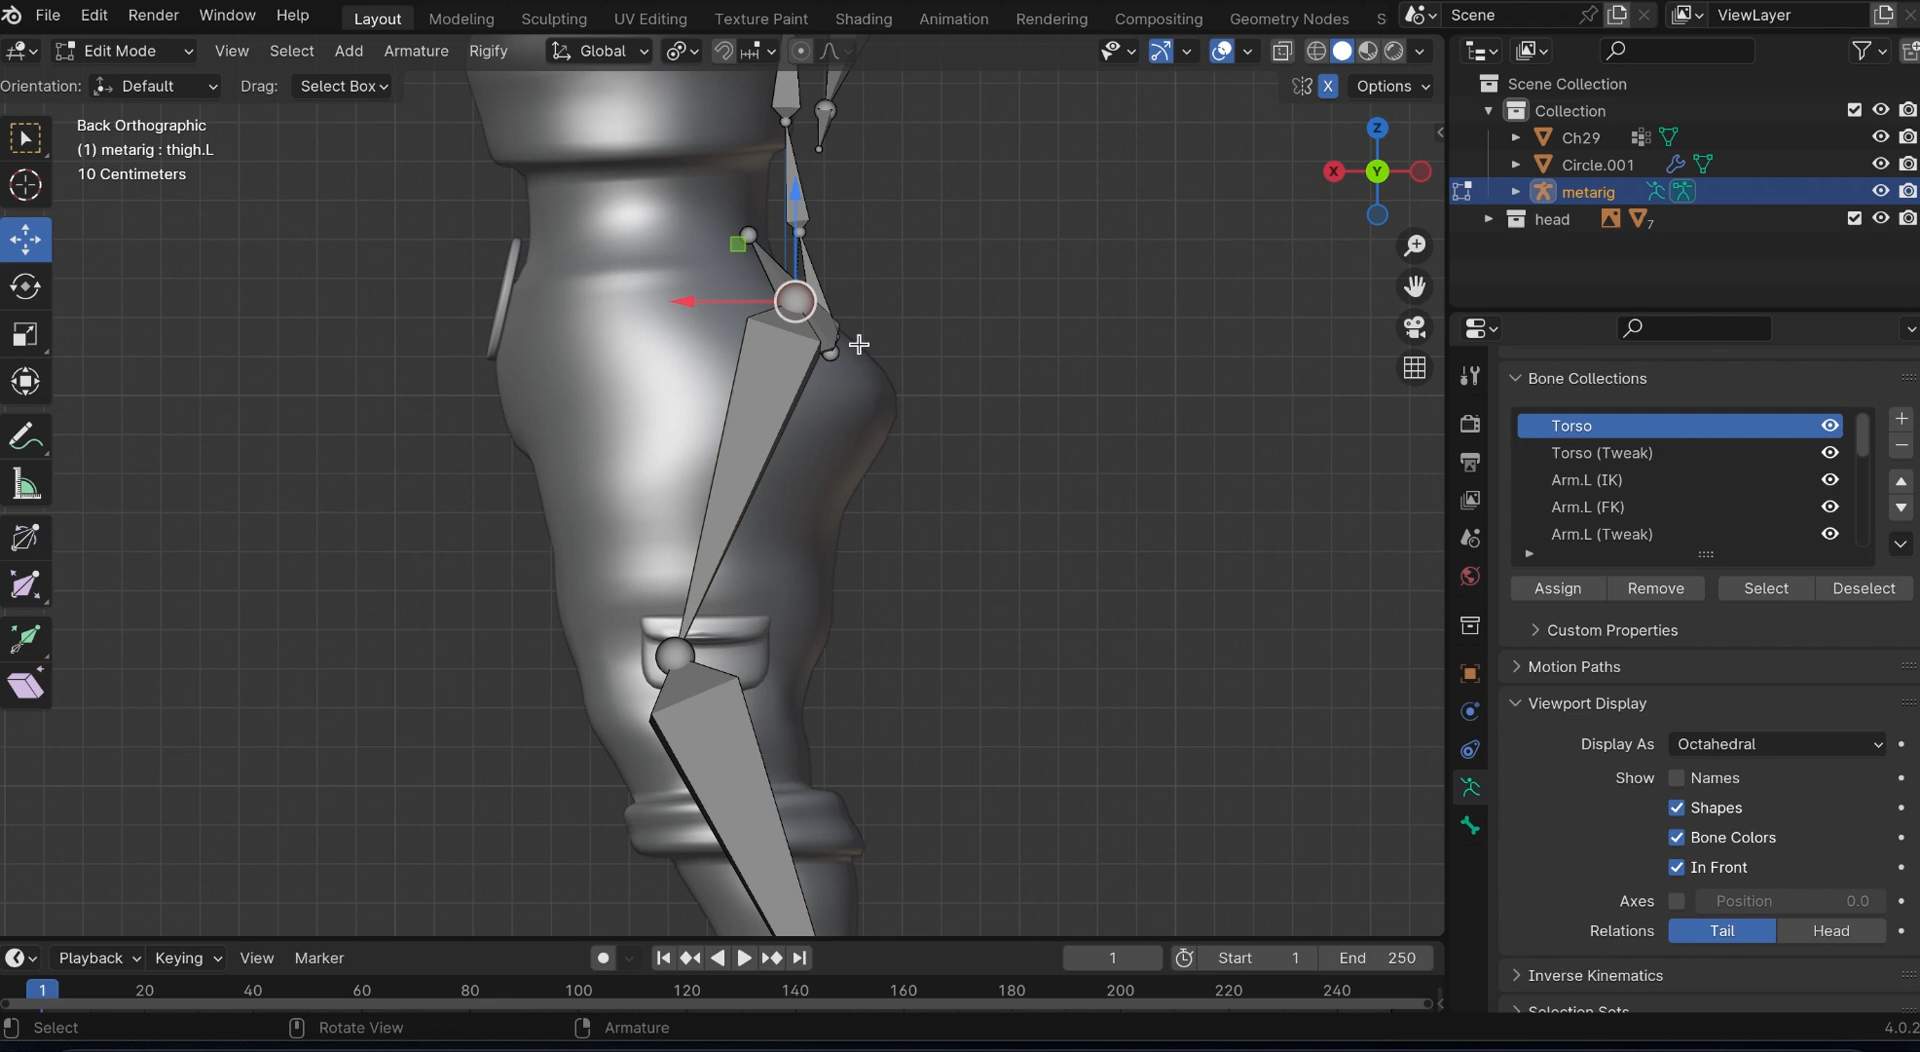 File Edit Render Window Help Layout Modeling Sculpting UV Editing Texture Paint Shading Animation Rendering Compositing Geometry Nodes S Scene ViewLayer
Edit Mode View Select Add Armature Rigify Global
Orientation: Default Drag: Select Box X Options
Back Orthographic
(1) metarig : thigh.L
10 Centimeters
Z
X
Y
Scene Collection
Collection
Ch29
Circle.001
metarig
head 7
Bone Collections
Torso
Torso (Tweak)
Arm.L (IK)
Arm.L (FK)
Arm.L (Tweak)
Assign Remove Select Deselect
Custom Properties
Motion Paths
Viewport Display
Display As Octahedral
Show Names
Shapes
Bone Colors
In Front
Axes Position 0.0
Relations Tail Head
Inverse Kinematics
Selection Sets
Playback Keying View Marker 1 Start 1 End 250
1 20 40 60 80 100 120 140 160 180 200 220 240
Select Rotate View Armature 4.0.2